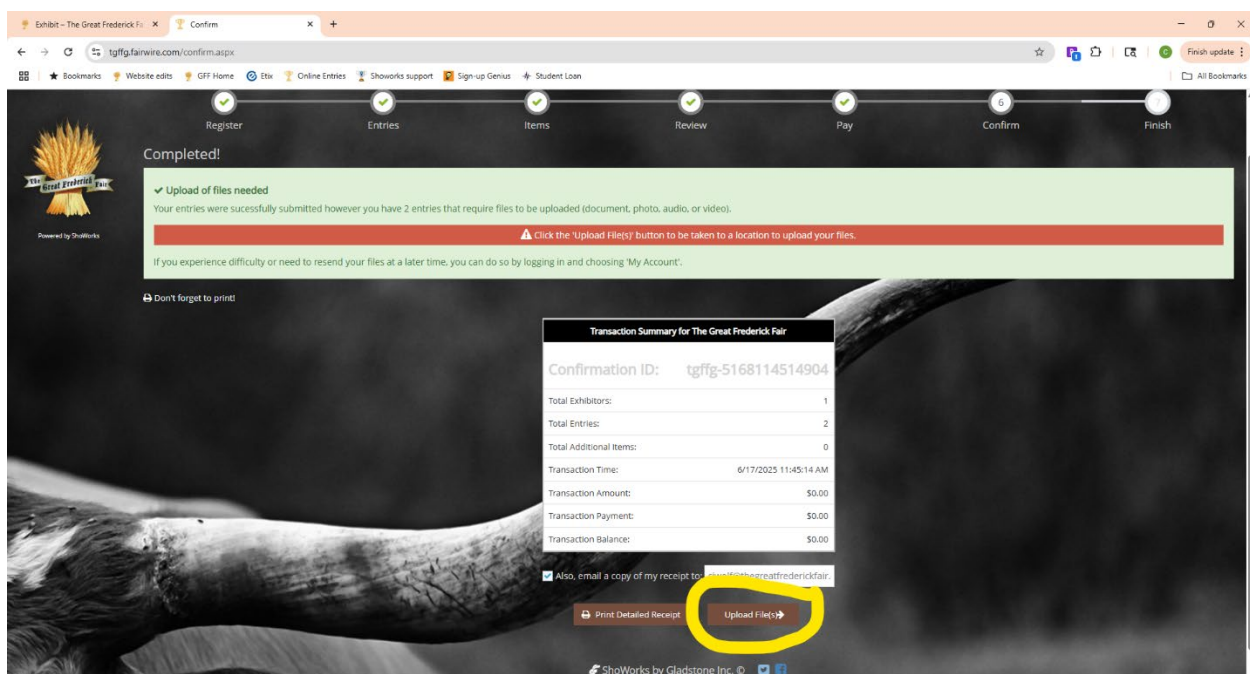 Exhibit – The Great Frederick Fa
Confirm
tgffg.fairwire.com/confirm.aspx
Finish update
Bookmarks
Website edits
GFF Home
Etix
Online Entries
Showorks support
Sign-up Genius
Student Loan
All Bookmarks
6
7
Register
Entries
Items
Review
Pay
Confirm
Finish
The Great Frederick Fair
Powered by ShoWorks
Completed!
Upload of files needed
Your entries were sucessfully submitted however you have 2 entries that require files to be uploaded (document, photo, audio, or video).
Click the 'Upload File(s)' button to be taken to a location to upload your files.
If you experience difficulty or need to resend your files at a later time, you can do so by logging in and choosing 'My Account'.
Don't forget to print!
Transaction Summary for The Great Frederick Fair
Confirmation ID: tgffg-5168114514904
Total Exhibitors: 1
Total Entries: 2
Total Additional Items: 0
Transaction Time: 6/17/2025 11:45:14 AM
Transaction Amount: $0.00
Transaction Payment: $0.00
Transaction Balance: $0.00
Also, email a copy of my receipt to:
Print Detailed Receipt
Upload File(s)
ShoWorks by Gladstone Inc. ©